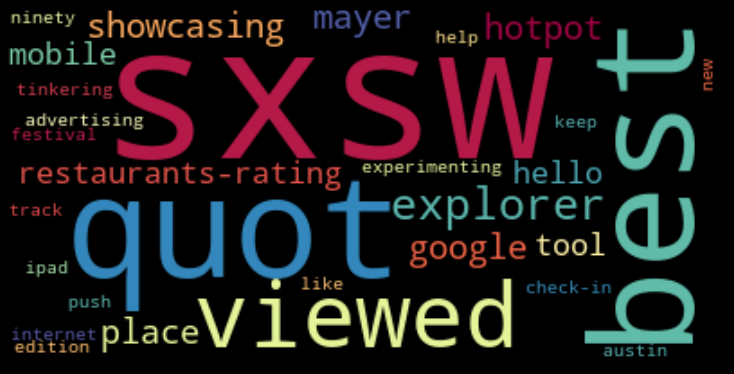 ninety
showcasing
mayer
help
hotpot
best
mobile
sxsw
new
tinkering
advertising
festival
keep
restaurants-rating
experimenting
hello
track
quot
explorer
google
tool
ipad
like
check-in
push
viewed
internet
place
edition
austin